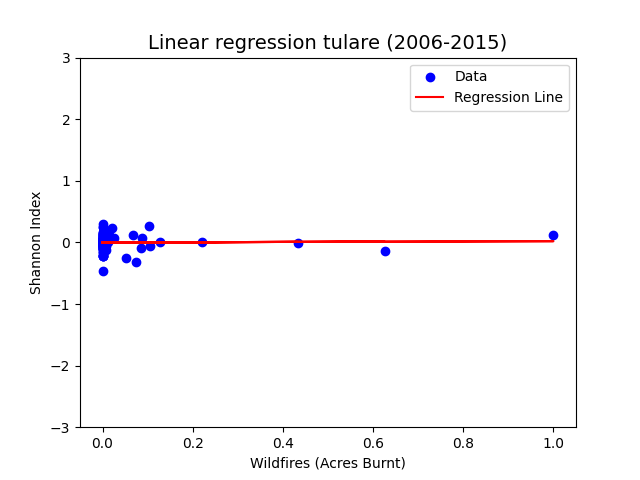 Linear regression tulare (2006-2015)
Data
Regression Line
3
2
1
0
−1
−2
−3
Shannon Index
0.0 0.2 0.4 0.6 0.8 1.0
Wildfires (Acres Burnt)